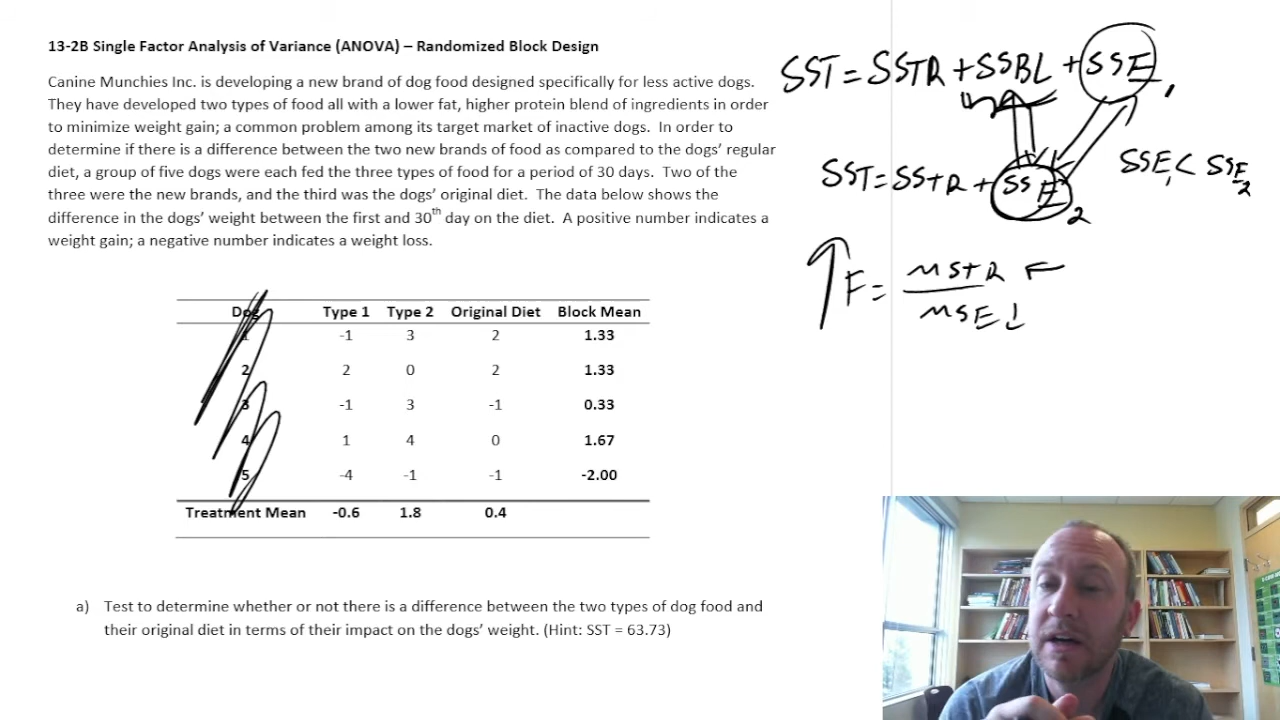 13-2B Single Factor Analysis of Variance (ANOVA) – Randomized Block Design
Canine Munchies Inc. is developing a new brand of dog food designed specifically for less active dogs.
They have developed two types of food all with a lower fat, higher protein blend of ingredients in order
to minimize weight gain; a common problem among its target market of inactive dogs. In order to
determine if there is a difference between the two new brands of food as compared to the dogs' regular
diet, a group of five dogs were each fed the three types of food for a period of 30 days. Two of the
three were the new brands, and the third was the dogs' original diet. The data below shows the
difference in the dogs' weight between the first and 30th day on the diet. A positive number indicates a
weight gain; a negative number indicates a weight loss.
Dog Type 1 Type 2 Original Diet Block Mean
1 -1 3 2 1.33
2 2 0 2 1.33
3 -1 3 -1 0.33
4 1 4 0 1.67
5 -4 -1 -1 -2.00
Treatment Mean -0.6 1.8 0.4
a) Test to determine whether or not there is a difference between the two types of dog food and
their original diet in terms of their impact on the dogs' weight. (Hint: SST = 63.73)
SST = SSTR + SSBL + SSE1
SST = SSTR + SSE2
SSE1 < SSE2
F = MSTR
MSE